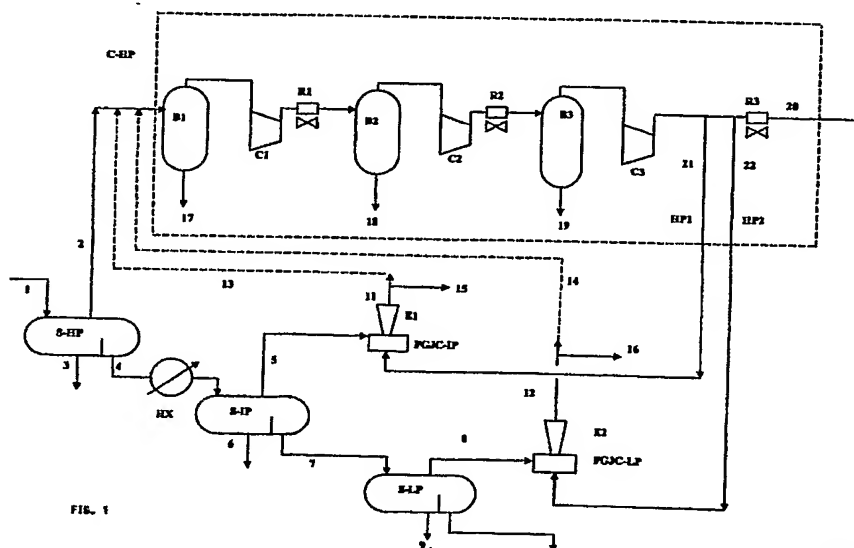 C-HP
R1
R2
R3
20
B1
B2
B3
C1
C2
C3
21
22
17
18
19
HP1
HP2
2
13
14
1
11
15
E1
S-HP
PGJC-IP
16
3
4
5
HX
12
S-IP
E2
6
7
8
PGJC-LP
S-LP
FIG. 1
9